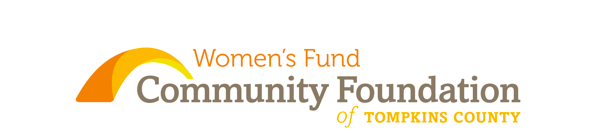 Women's Fund
Community Foundation
of TOMPKINS COUNTY